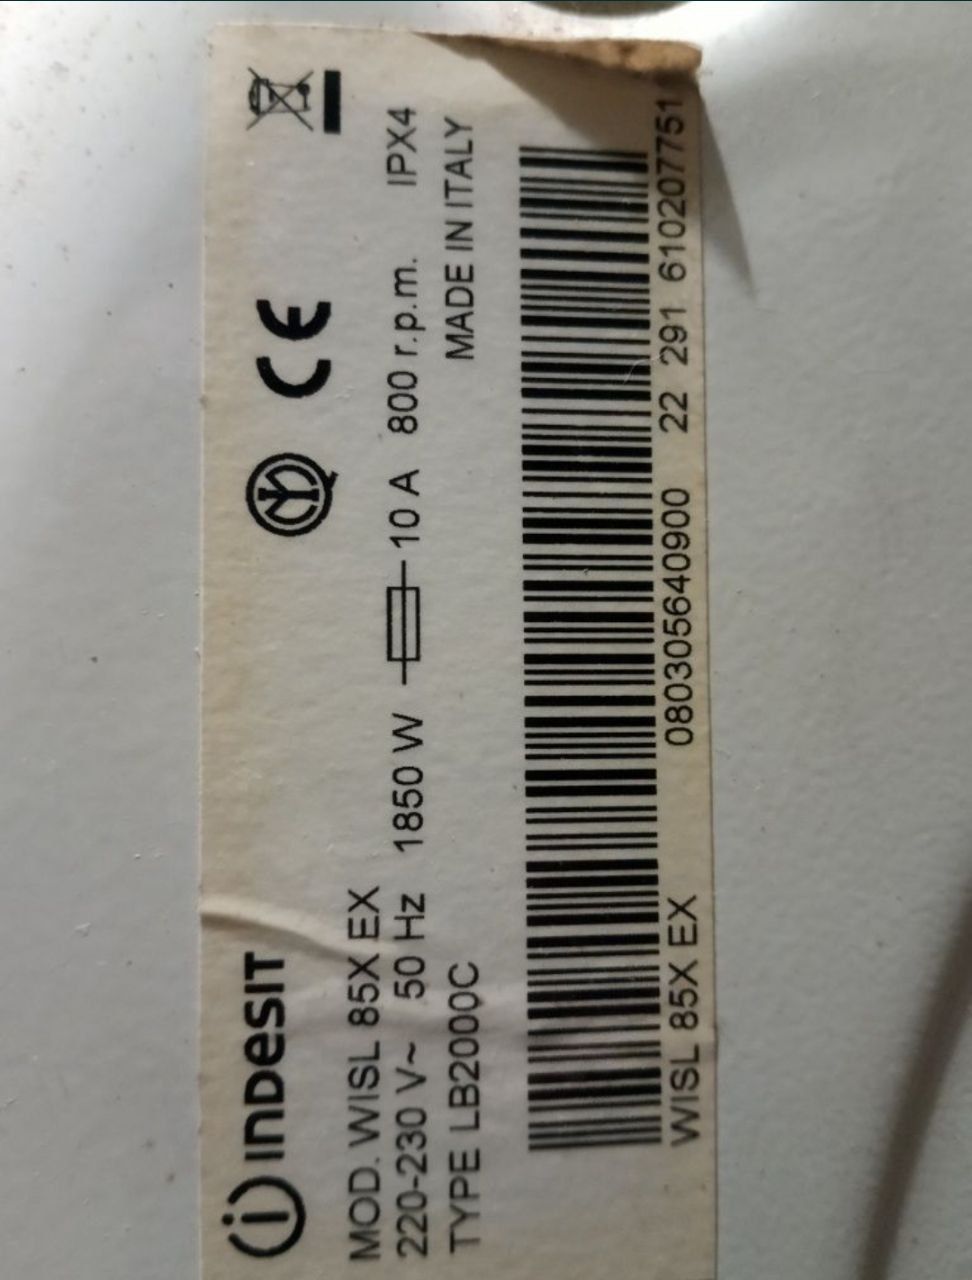 indesit
MOD. WISL 85X EX
220-230 V~ 50 Hz 1850 W 10 A 800 r.p.m. IPX4
TYPE LB2000C MADE IN ITALY
WISL 85X EX 080305640900 22 291 610207751